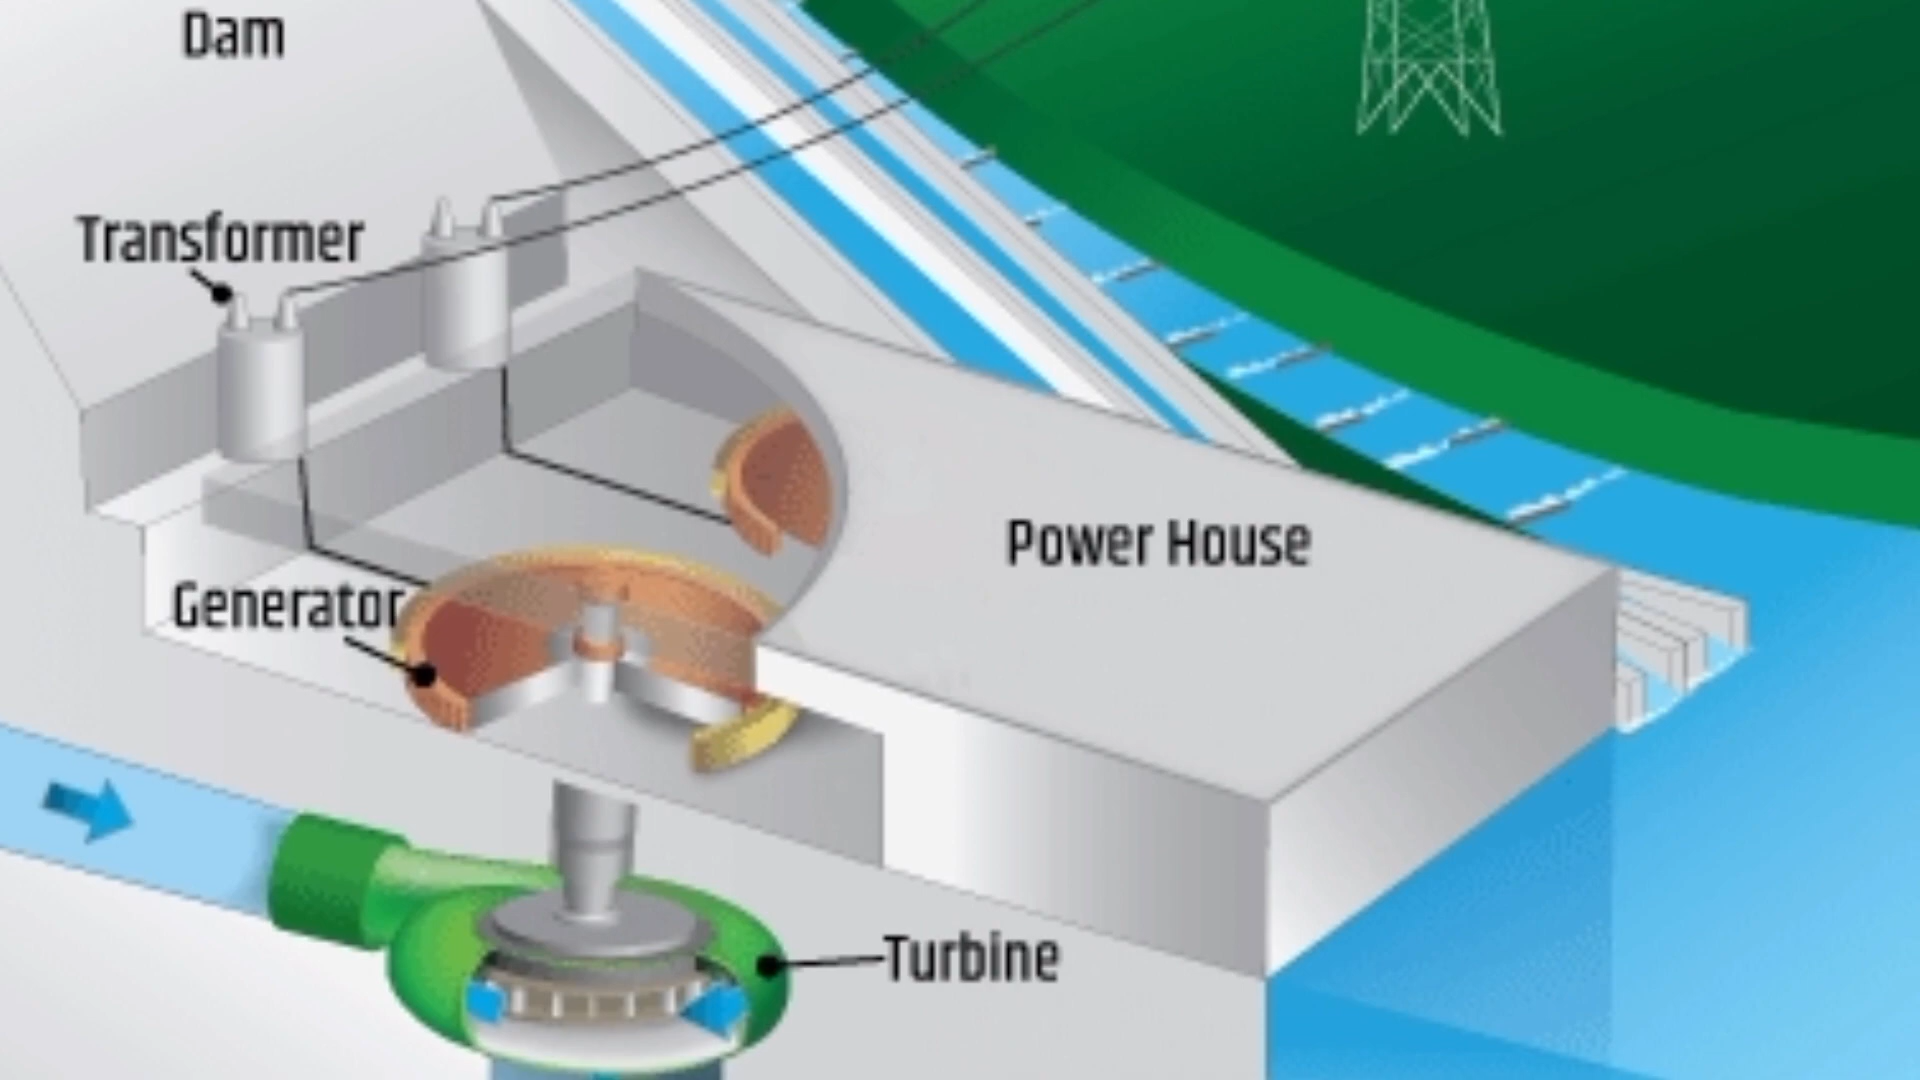 Dam
Transformer
Power House
Generator
Turbine